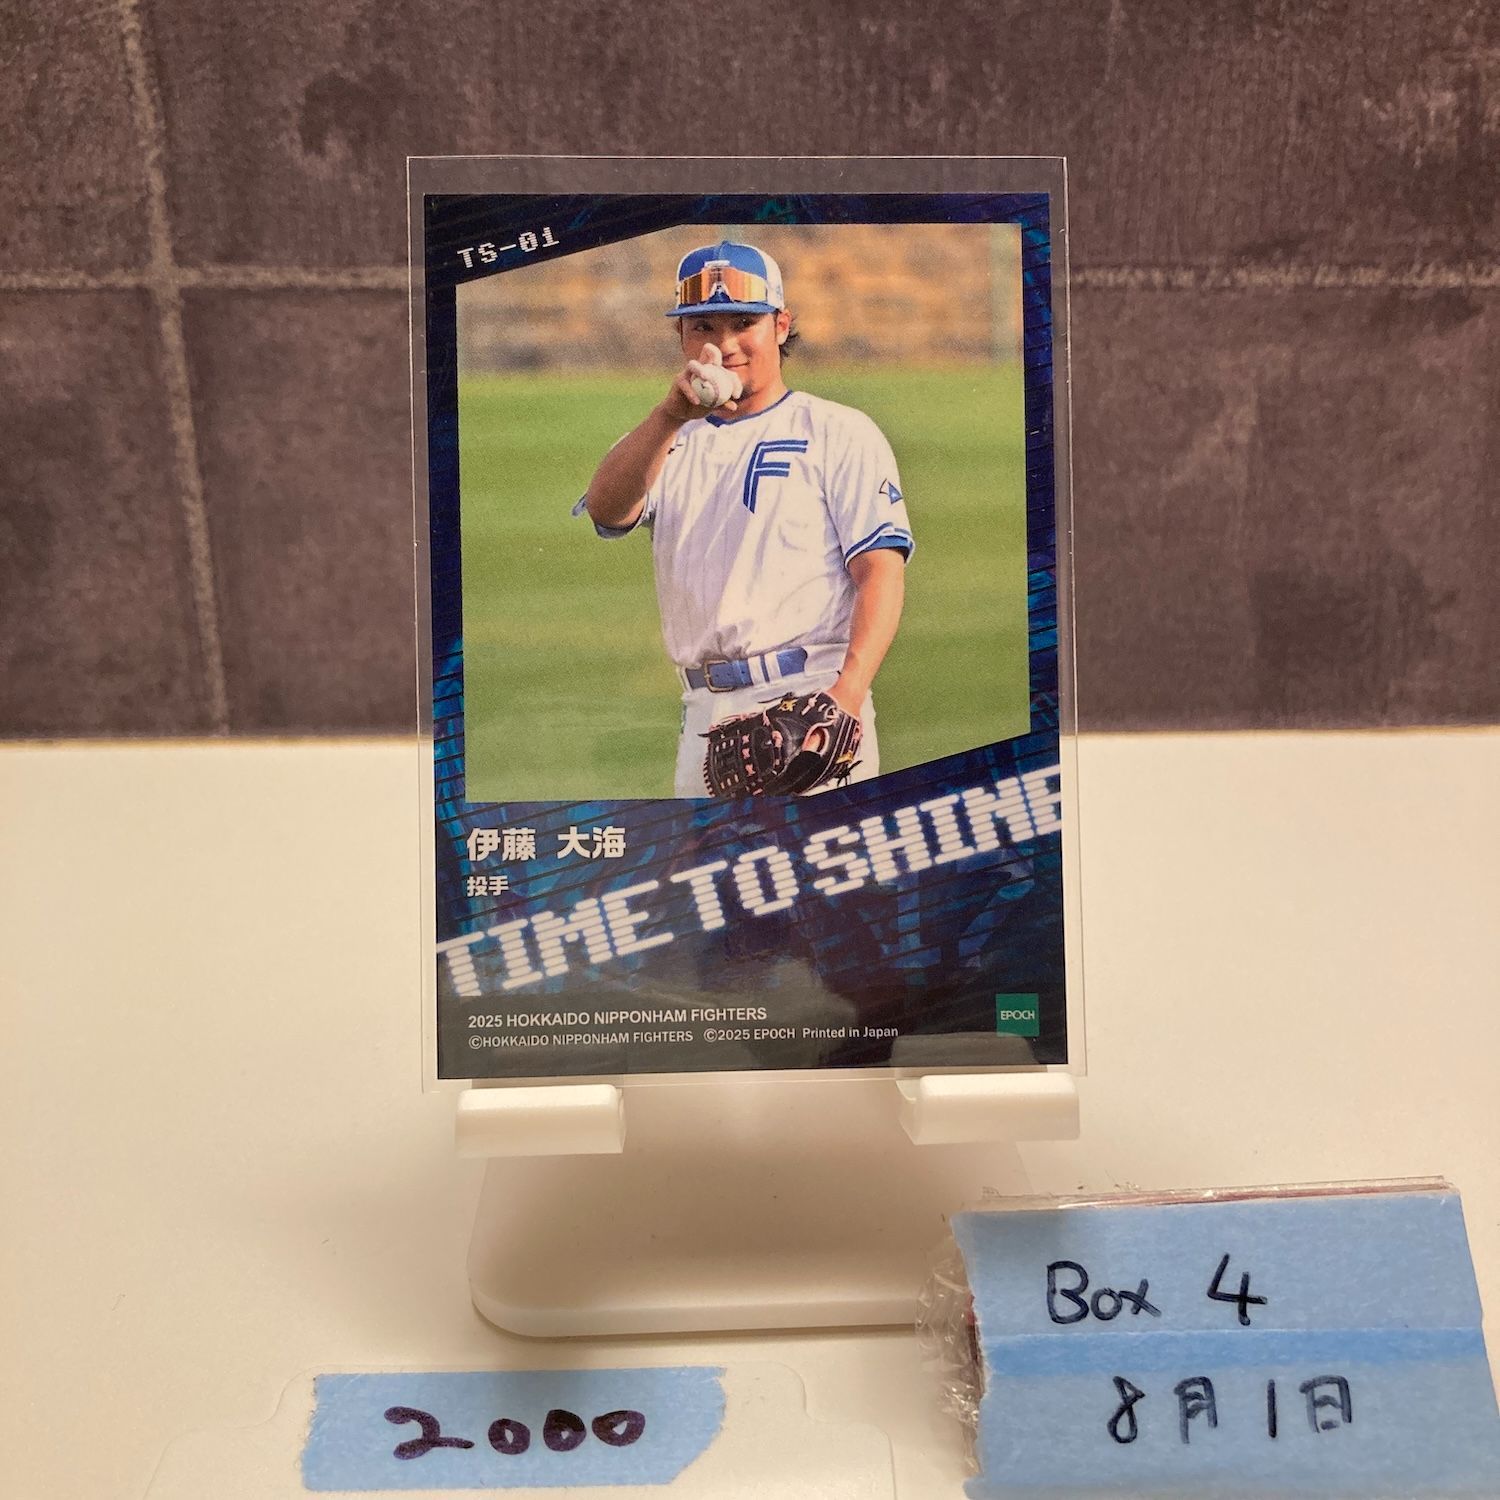 TS-01
F
伊藤 大海
投手
TIME TO SHINE
2025 HOKKAIDO NIPPONHAM FIGHTERS
©HOKKAIDO NIPPONHAM FIGHTERS ©2025 EPOCH Printed in Japan
EPOCH
Box 4
8月1日
2000